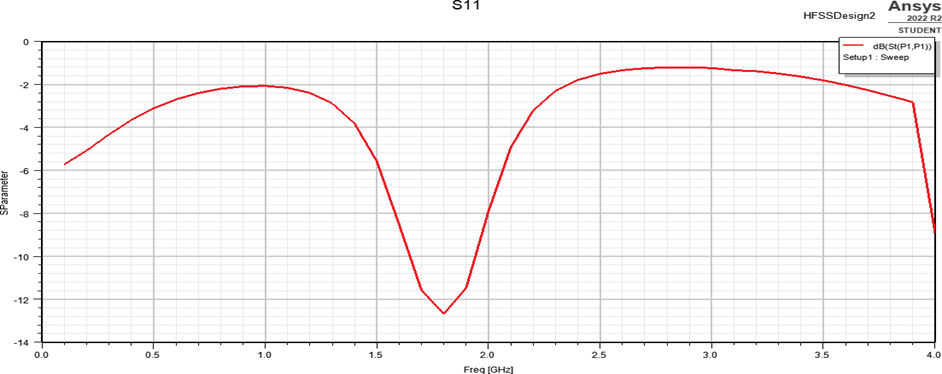 S11
HFSSDesign2
Ansys
2022 R2
STUDENT
dB(St(P1,P1))
Setup1 : Sweep
0
-2
-4
-6
-8
-10
-12
-14
SParameter
0.0 0.5 1.0 1.5 2.0 2.5 3.0 3.5 4.0
Freq [GHz]